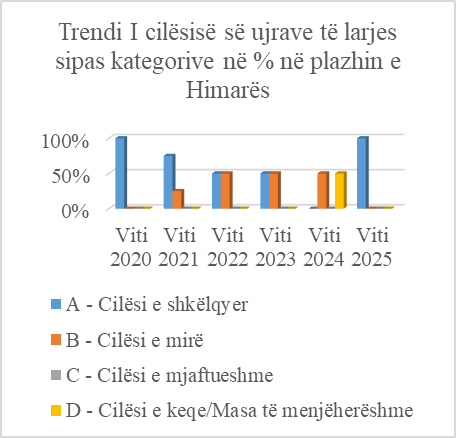 Trendi I cilësisë së ujrave të larjes
sipas kategorive në % në plazhin e
Himarës
100%
50%
0%
Viti 2020
Viti 2021
Viti 2022
Viti 2023
Viti 2024
Viti 2025
A - Cilësi e shkëlqyer
B - Cilësi e mirë
C - Cilësi e mjaftueshme
D - Cilësi e keqe/Masa të menjëherëshme